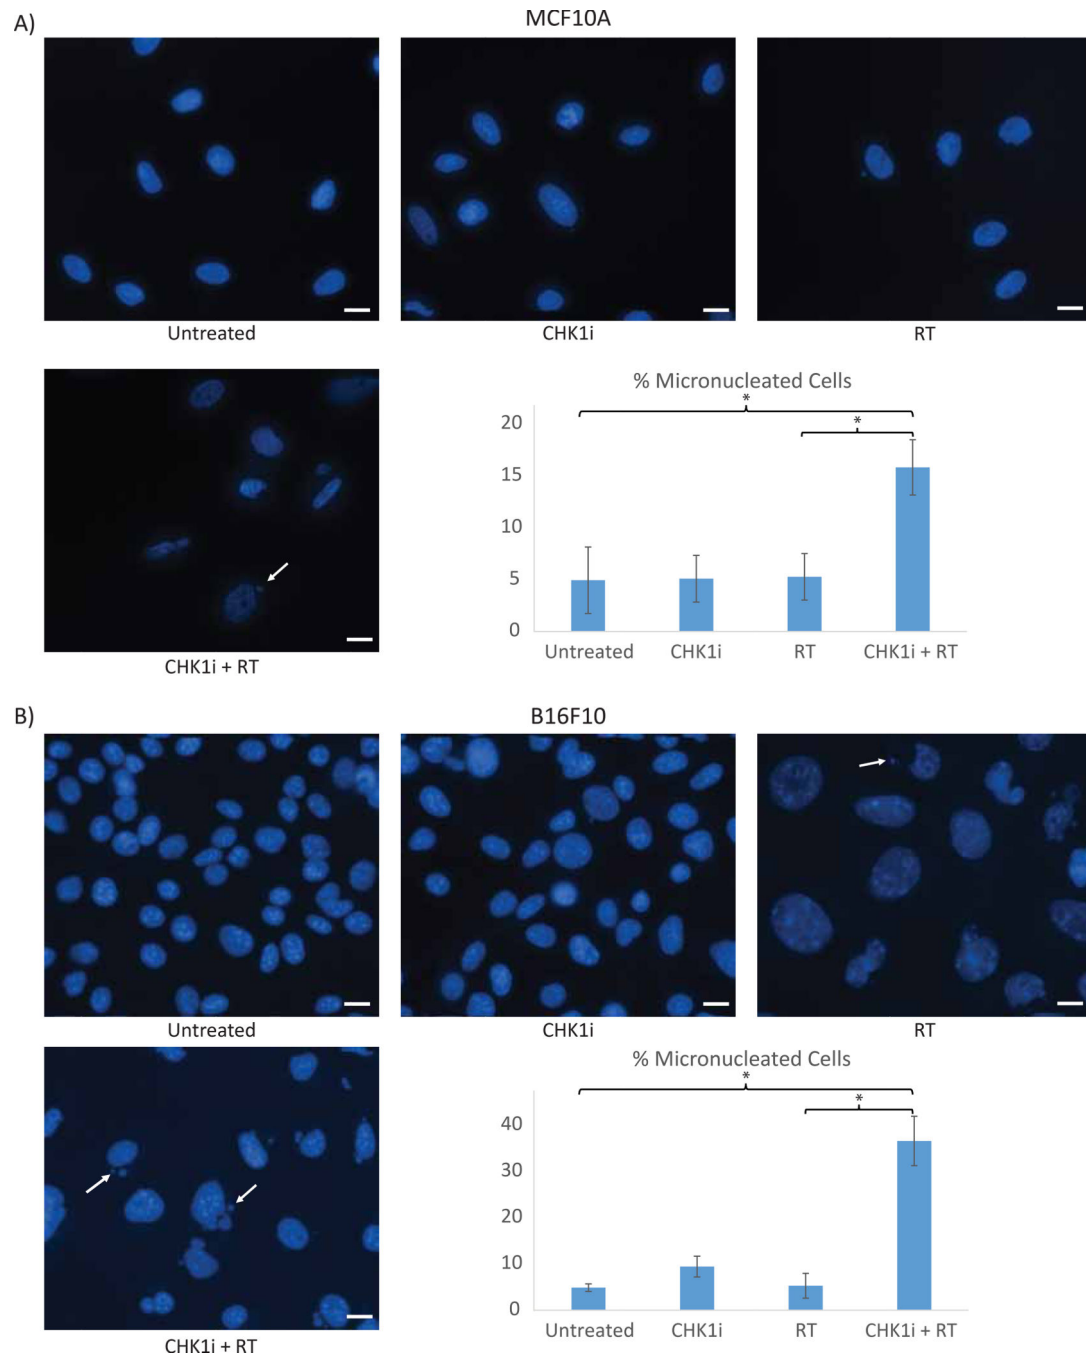 A)
MCF10A
Untreated
CHK1i
RT
CHK1i + RT
% Micronucleated Cells
*
*
20
15
10
5
0
Untreated CHK1i RT CHK1i + RT
B)
B16F10
Untreated
CHK1i
RT
CHK1i + RT
% Micronucleated Cells
*
*
40
30
20
10
0
Untreated CHK1i RT CHK1i + RT